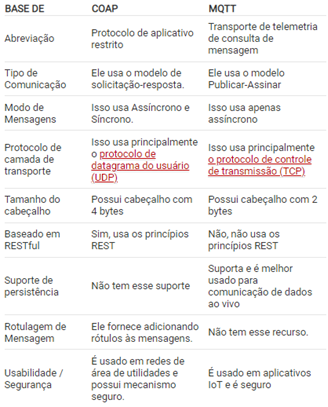 BASE DE COAP MQTT
Abreviação
Protocolo de aplicativo
restrito
Transporte de telemetria
de consulta de
mensagem
Tipo de
Comunicação
Ele usa o modelo de
solicitação-resposta.
Ele usa o modelo
Publicar-Assinar
Modo de
Mensagens
Isso usa Assíncrono e
Síncrono.
Isso usa apenas
assíncrono
Protocolo de
camada de
transporte
Isso usa principalmente
o protocolo de
datagrama do usuário
(UDP)
Isso usa principalmente
o protocolo de controle
de transmissão (TCP)
Tamanho do
cabeçalho
Possui cabeçalho com
4 bytes
Possui cabeçalho com 2
bytes
Baseado em
RESTful
Sim, usa os princípios
REST
Não, não usa os
princípios REST
Suporte de
persistência
Não tem esse suporte
Suporta e é melhor
usado para
comunicação de dados
ao vivo
Rotulagem de
Mensagem
Ele fornece adicionando
rótulos às mensagens.
Não tem esse recurso.
Usabilidade /
Segurança
É usado em redes de
área de utilidades e
possui mecanismo
seguro.
É usado em aplicativos
IoT e é seguro